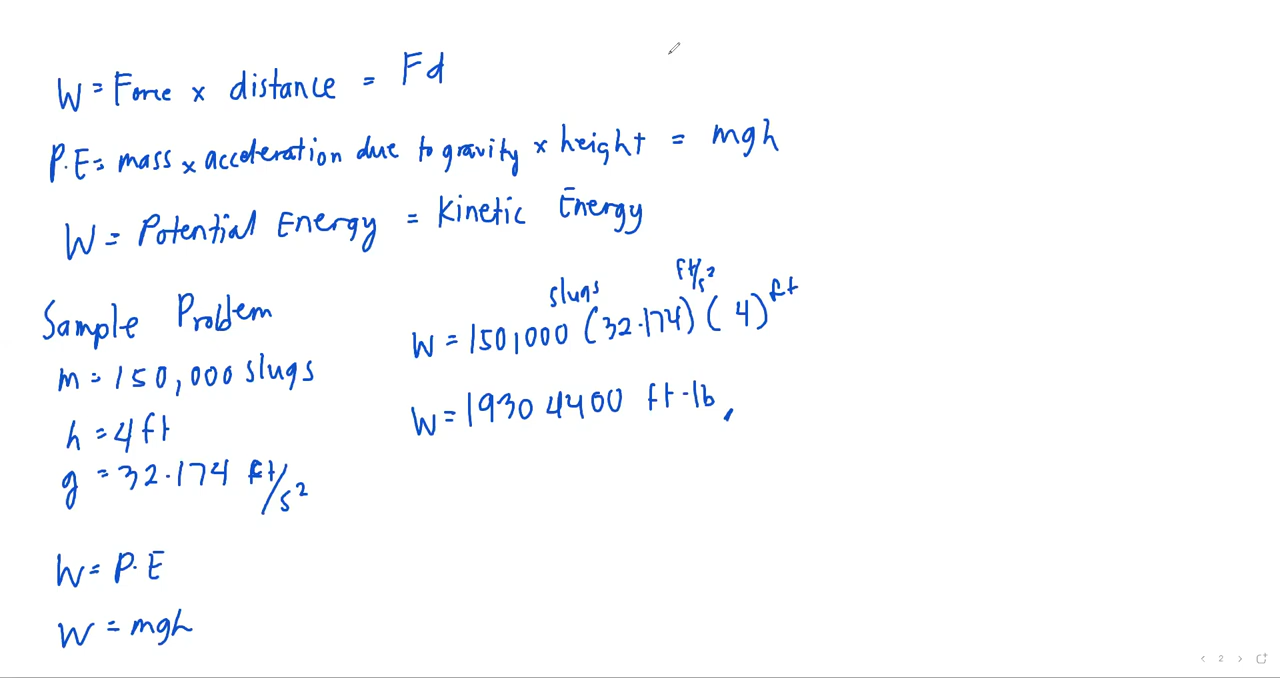 W = Force x distance = Fd
P.E = mass x acceleration due to gravity x height = mgh
W = Potential Energy = Kinetic Energy
Sample Problem
m = 150,000 slugs
h = 4 ft
g = 32.174 ft/s²
W = P.E
W = mgh
slugs ft/s²
W = 150,000 (32.174) (4) ft
W = 19304400 ft-lb,
2